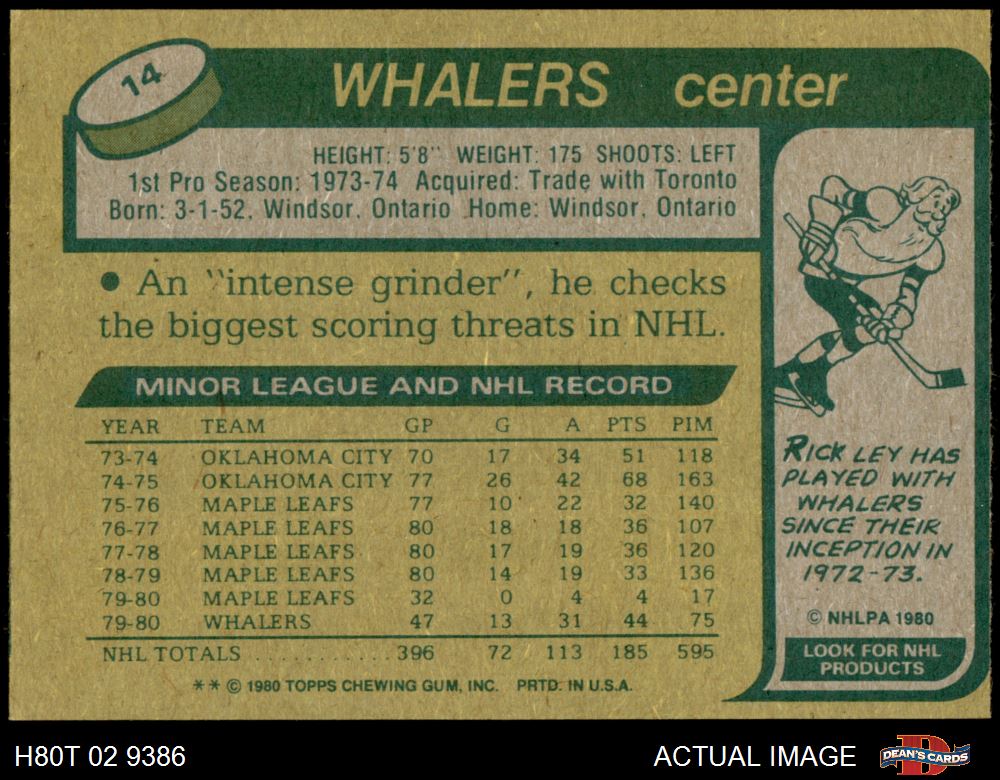 14
WHALERS center
HEIGHT: 5'8" WEIGHT: 175 SHOOTS: LEFT
1st Pro Season: 1973-74 Acquired: Trade with Toronto
Born: 3-1-52, Windsor, Ontario Home: Windsor, Ontario
• An "intense grinder", he checks
the biggest scoring threats in NHL.
MINOR LEAGUE AND NHL RECORD
YEAR TEAM GP G A PTS PIM
73-74 OKLAHOMA CITY 70 17 34 51 118
74-75 OKLAHOMA CITY 77 26 42 68 163
75-76 MAPLE LEAFS 77 10 22 32 140
76-77 MAPLE LEAFS 80 18 18 36 107
77-78 MAPLE LEAFS 80 17 19 36 120
78-79 MAPLE LEAFS 80 14 19 33 136
79-80 MAPLE LEAFS 32 0 4 4 17
79-80 WHALERS 47 13 31 44 75
NHL TOTALS ........... 396 72 113 185 595
** © 1980 TOPPS CHEWING GUM, INC. PRTD. IN U.S.A.
RICK LEY HAS
PLAYED WITH
WHALERS
SINCE THEIR
INCEPTION IN
1972-73.
© NHLPA 1980
LOOK FOR NHL
PRODUCTS
H80T 02 9386 ACTUAL IMAGE DEAN'S CARDS